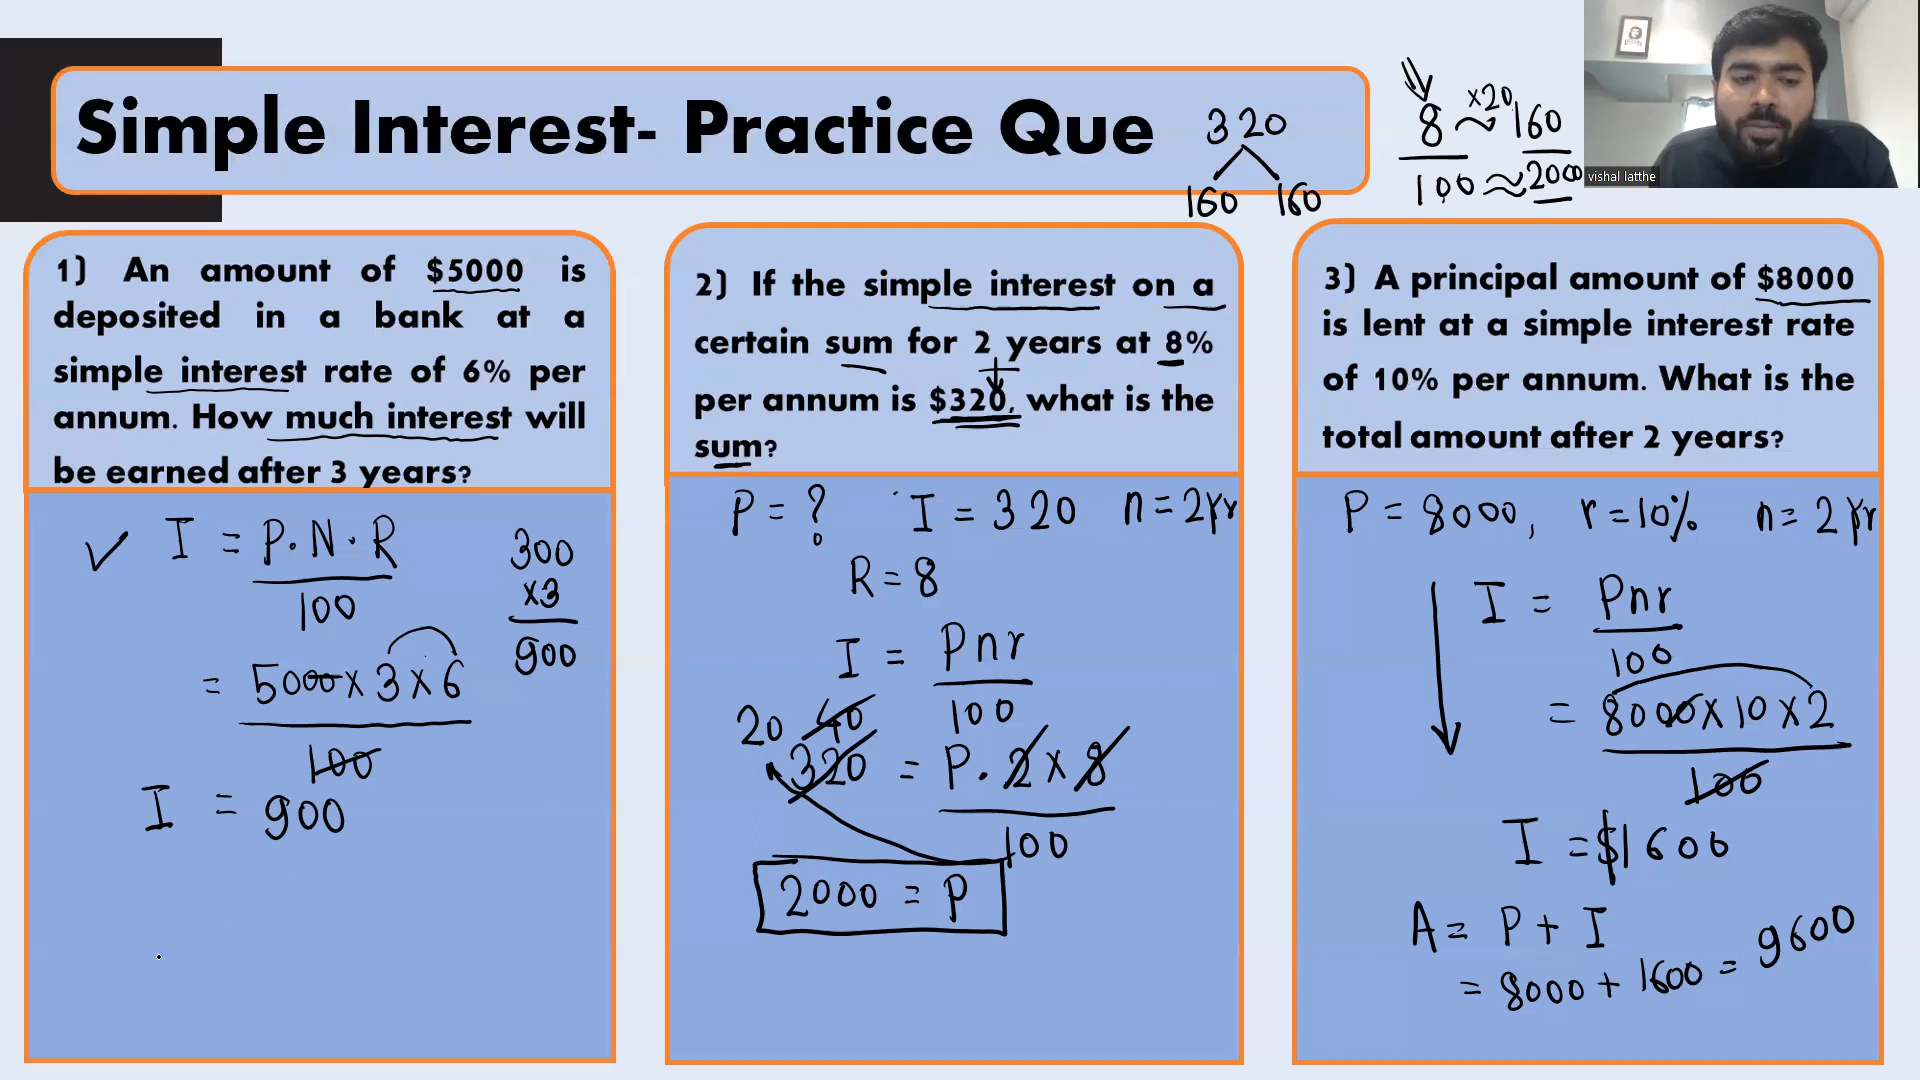 Simple Interest- Practice Que
320
160 160
8 ×20 160
100 2000
vishal latthe
1) An amount of $5000 is
deposited in a bank at a
simple interest rate of 6% per
annum. How much interest will
be earned after 3 years?
I = P.N.R
100
300
×3
900
= 5000 × 3 × 6
100
I = 900
2) If the simple interest on a
certain sum for 2 years at 8%
per annum is $320, what is the
sum?
P = ? I = 320 n = 2yr
R = 8
I = Pnr
100
20 40
320 = P. 2 × 8
100
2000 = P
3) A principal amount of $8000
is lent at a simple interest rate
of 10% per annum. What is the
total amount after 2 years?
P = 8000, r = 10% n = 2yr
I = Pnr
100
= 8000 × 10 × 2
100
I = $1600
A = P + I
= 8000 + 1600 = 9600